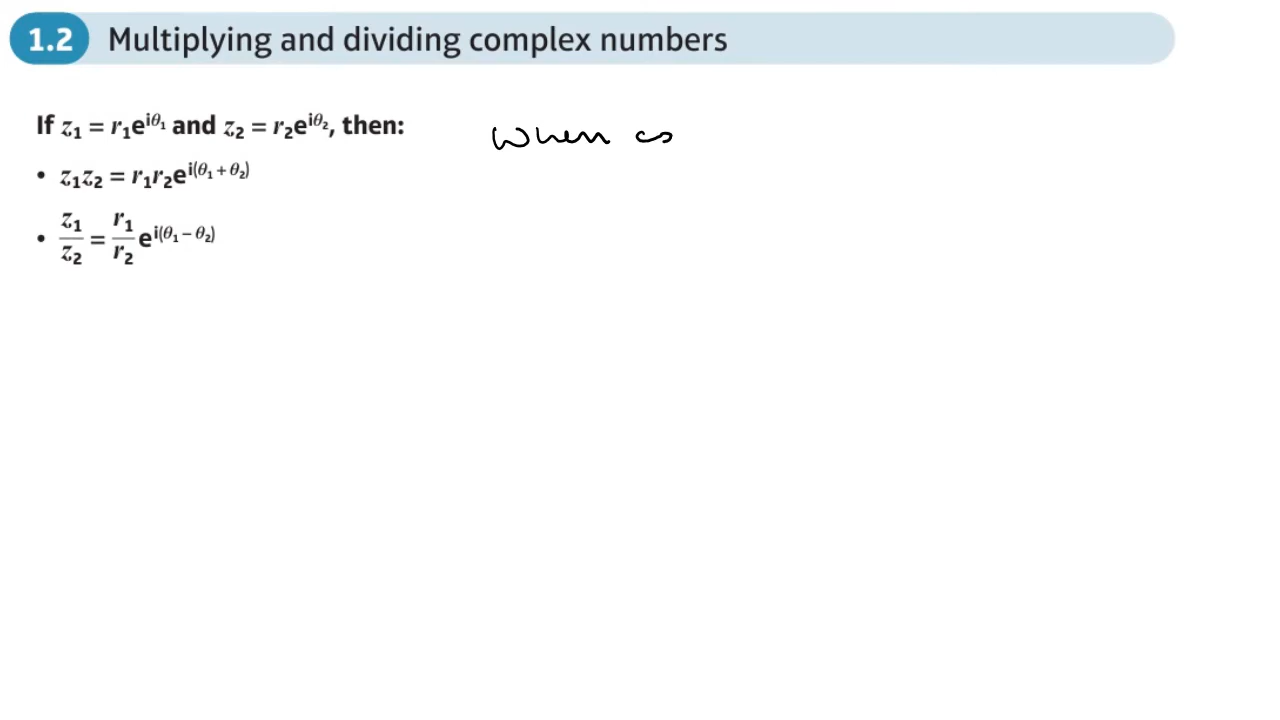 1.2 Multiplying and dividing complex numbers
If z₁ = r₁e^{iθ₁} and z₂ = r₂e^{iθ₂}, then:
When co
• z₁z₂ = r₁r₂e^{i(θ₁ + θ₂)}
• z₁/z₂ = r₁/r₂ e^{i(θ₁ − θ₂)}